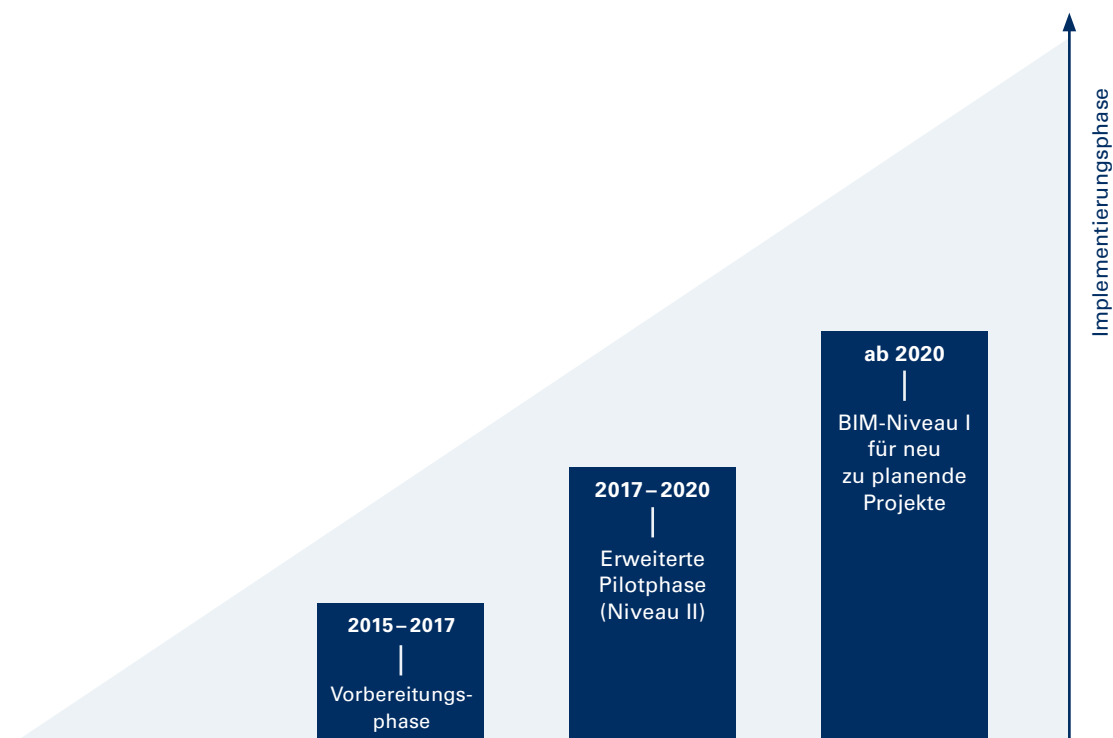 Implementierungsphase
ab 2020
BIM-Niveau I
für neu
zu planende
Projekte
2017–2020
Erweiterte
Pilotphase
(Niveau II)
2015–2017
Vorbereitungs-
phase